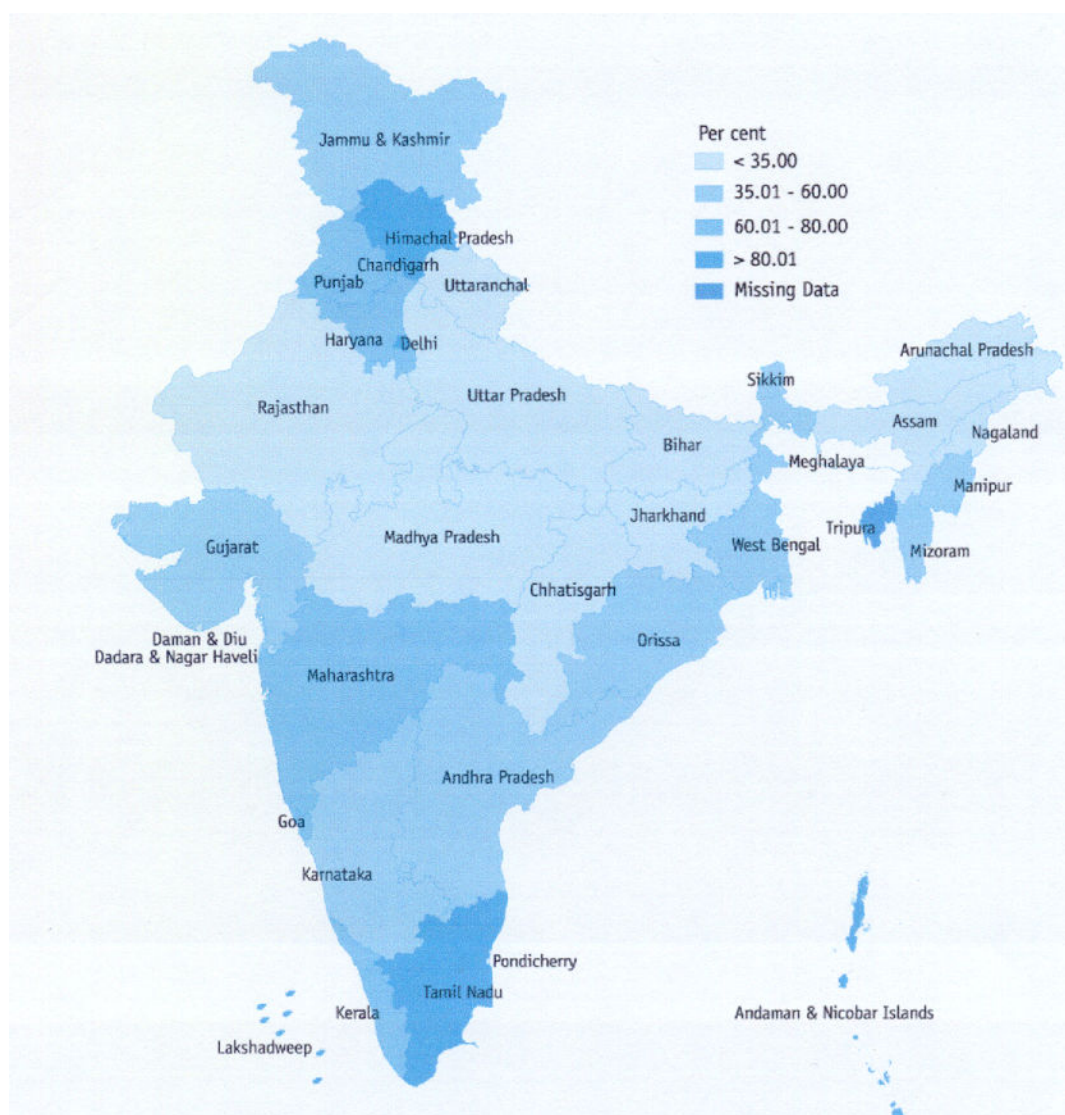 Jammu & Kashmir
Per cent
< 35.00
35.01 - 60.00
60.01 - 80.00
> 80.01
Missing Data
Himachal Pradesh
Chandigarh
Punjab
Uttaranchal
Haryana
Delhi
Arunachal Pradesh
Sikkim
Uttar Pradesh
Rajasthan
Assam
Nagaland
Bihar
Meghalaya
Manipur
Jharkhand
Tripura
Madhya Pradesh
West Bengal
Gujarat
Mizoram
Chhatisgarh
Daman & Diu
Dadara & Nagar Haveli
Orissa
Maharashtra
Andhra Pradesh
Goa
Karnataka
Pondicherry
Tamil Nadu
Kerala
Andaman & Nicobar Islands
Lakshadweep